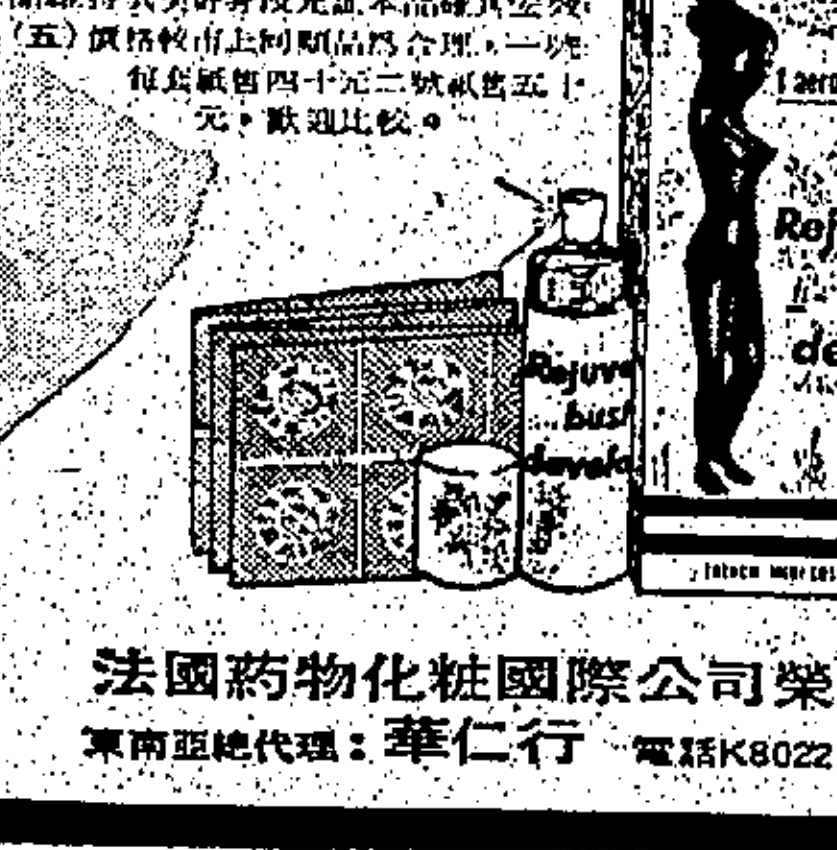 (五)價格較市上同類品為合理。一號
每盒祇售四十元二號祇售五十
元。歡迎比較。
Rejuve
bust
develo
Rej
de
法國葯物化粧國際公司榮
東南亞總代理：華仁行 電話K8022